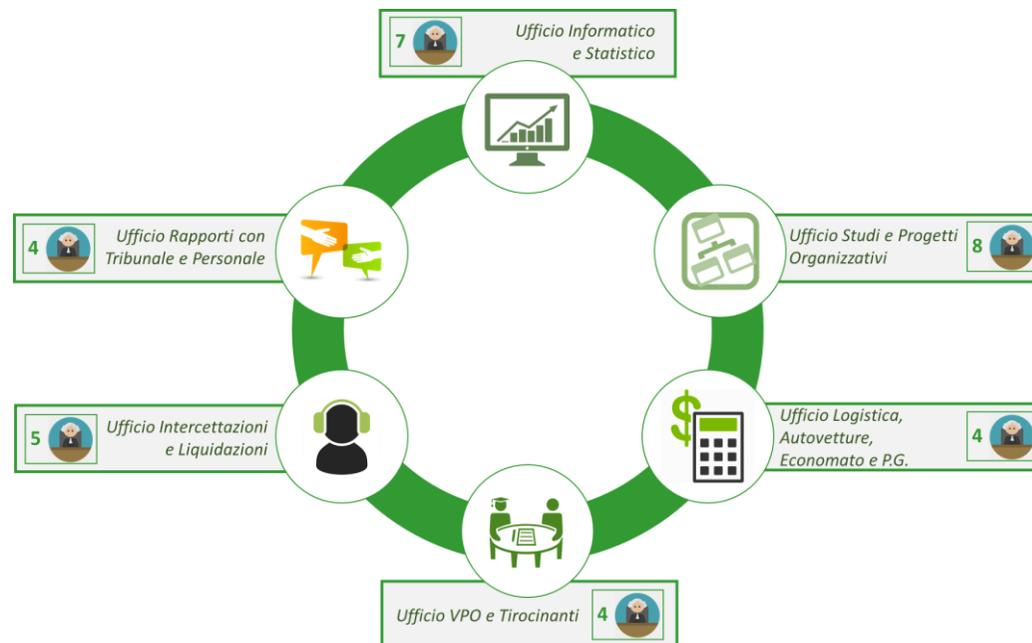 7
Ufficio Informatico
e Statistico
4
Ufficio Rapporti con
Tribunale e Personale
Ufficio Studi e Progetti
Organizzativi
8
5
Ufficio Intercettazioni
e Liquidazioni
$
Ufficio Logistica,
Autovetture,
Economato e P.G.
4
Ufficio VPO e Tirocinanti
4